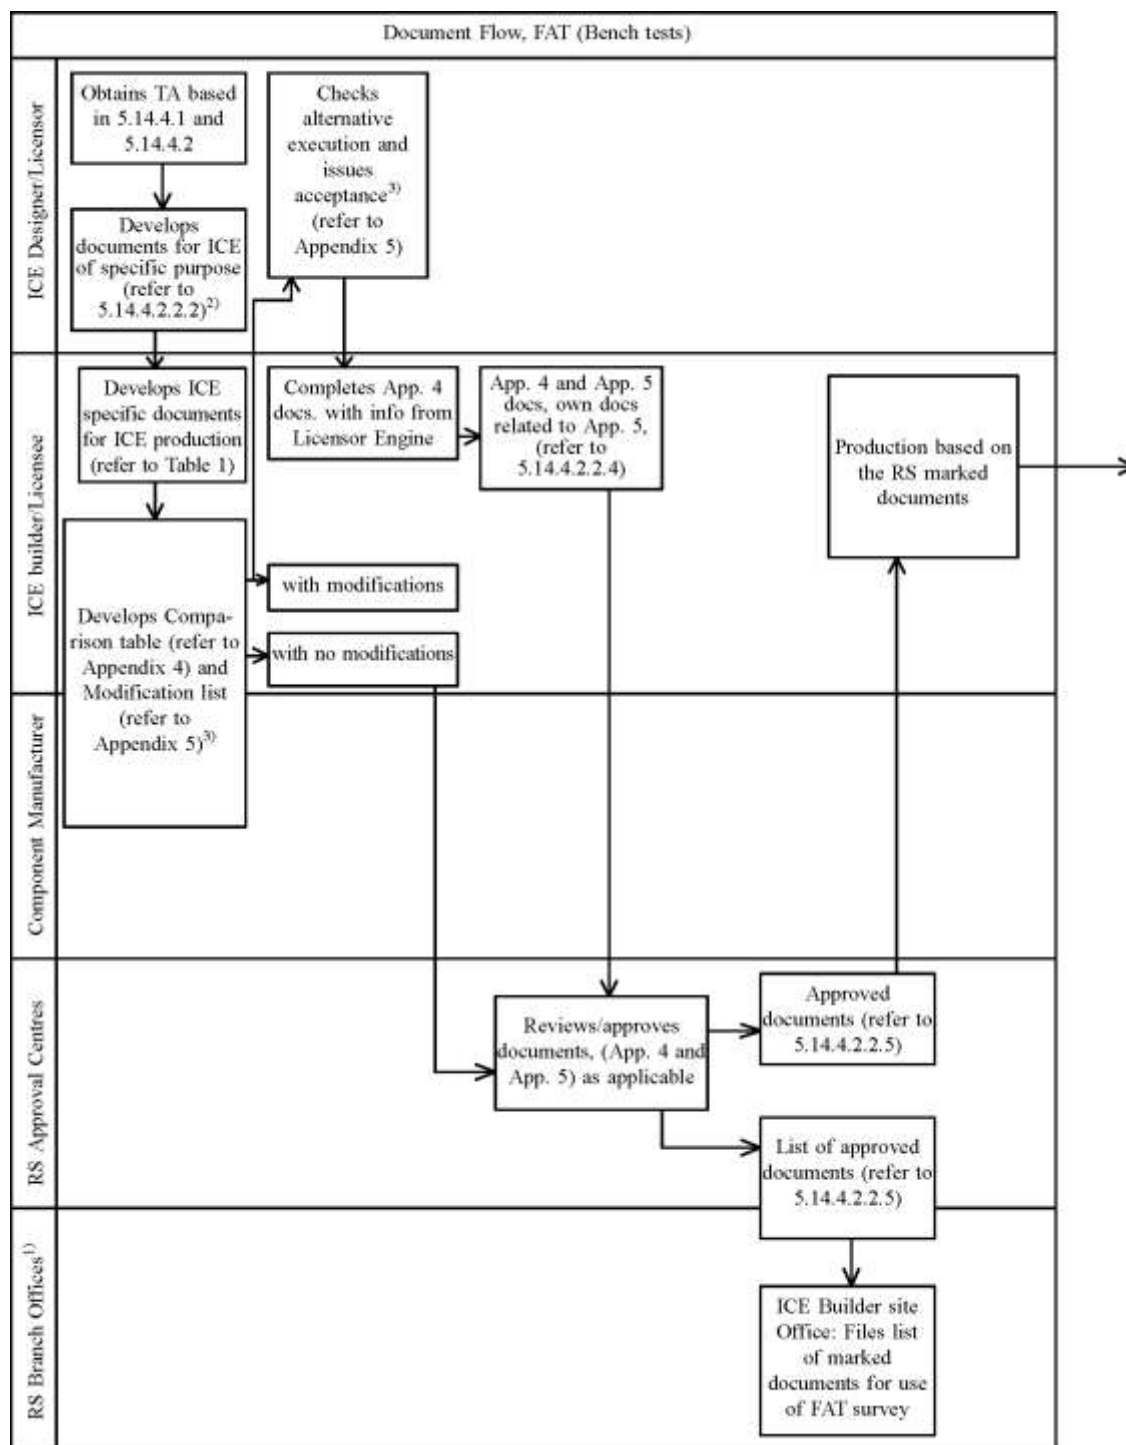 Document Flow, FAT (Bench tests)
ICE Designer/Licensor
Obtains TA based
in 5.14.4.1 and
5.14.4.2
Develops
documents for ICE
of specific purpose
(refer to
5.14.4.2.2.2)2)
Checks
alternative
execution and
issues
acceptance3)
(refer to
Appendix 5)
ICE builder/Licensee
Develops ICE
specific documents
for ICE production
(refer to Table 1)
Completes App. 4
docs. with info from
Licensor Engine
App. 4 and App. 5
docs, own docs
related to App. 5,
(refer to
5.14.4.2.2.4)
Production based on
the RS marked
documents
Develops Compa-
rison table (refer to
Appendix 4) and
Modification list
(refer to
Appendix 5)3)
with modifications
with no modifications
Component Manufacturer
RS Approval Centres
Reviews/approves
documents, (App. 4 and
App. 5) as applicable
Approved
documents (refer to
5.14.4.2.2.5)
List of approved
documents (refer to
5.14.4.2.2.5)
RS Branch Offices1)
ICE Builder site
Office: Files list
of marked
documents for use
of FAT survey